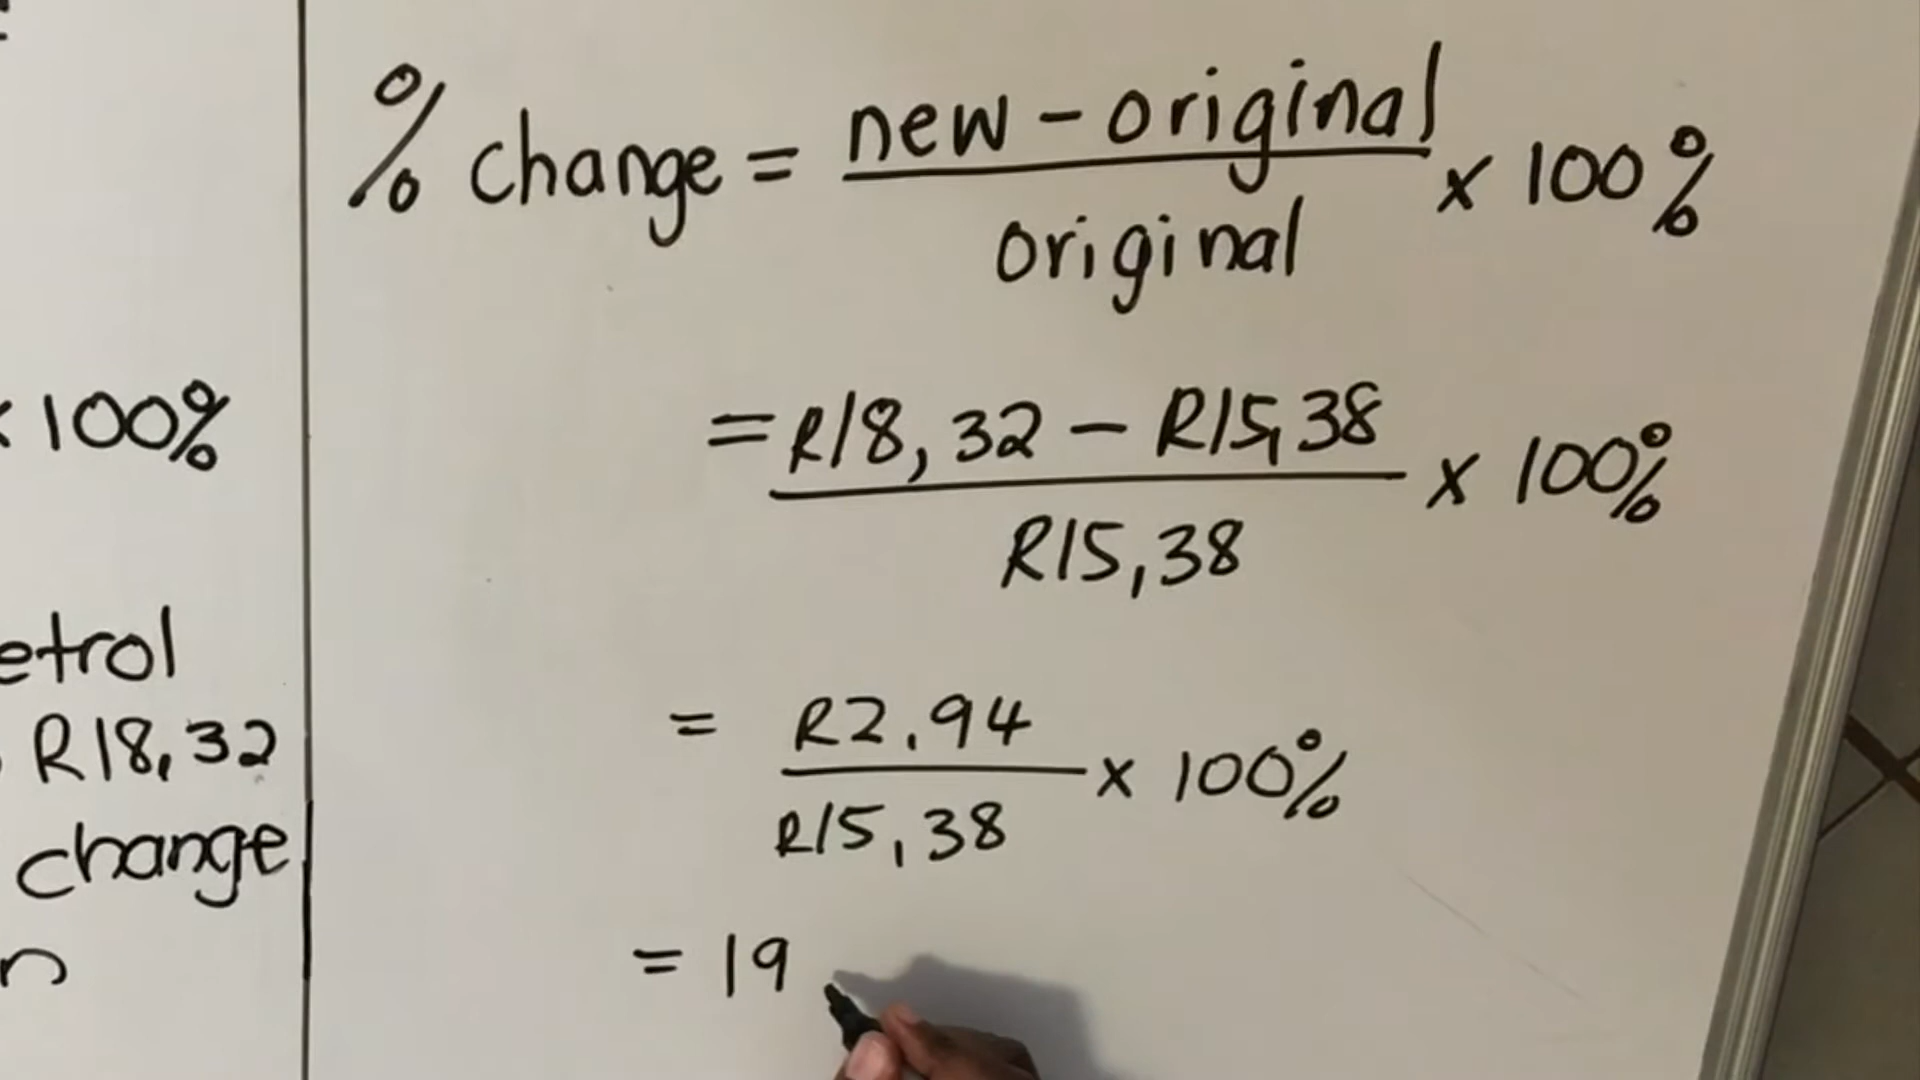 × 100%
etrol
R18,32
change
n
% change = new - original / original × 100%
= R18,32 - R15,38 / R15,38 × 100%
= R2.94 / R15,38 × 100%
= 19